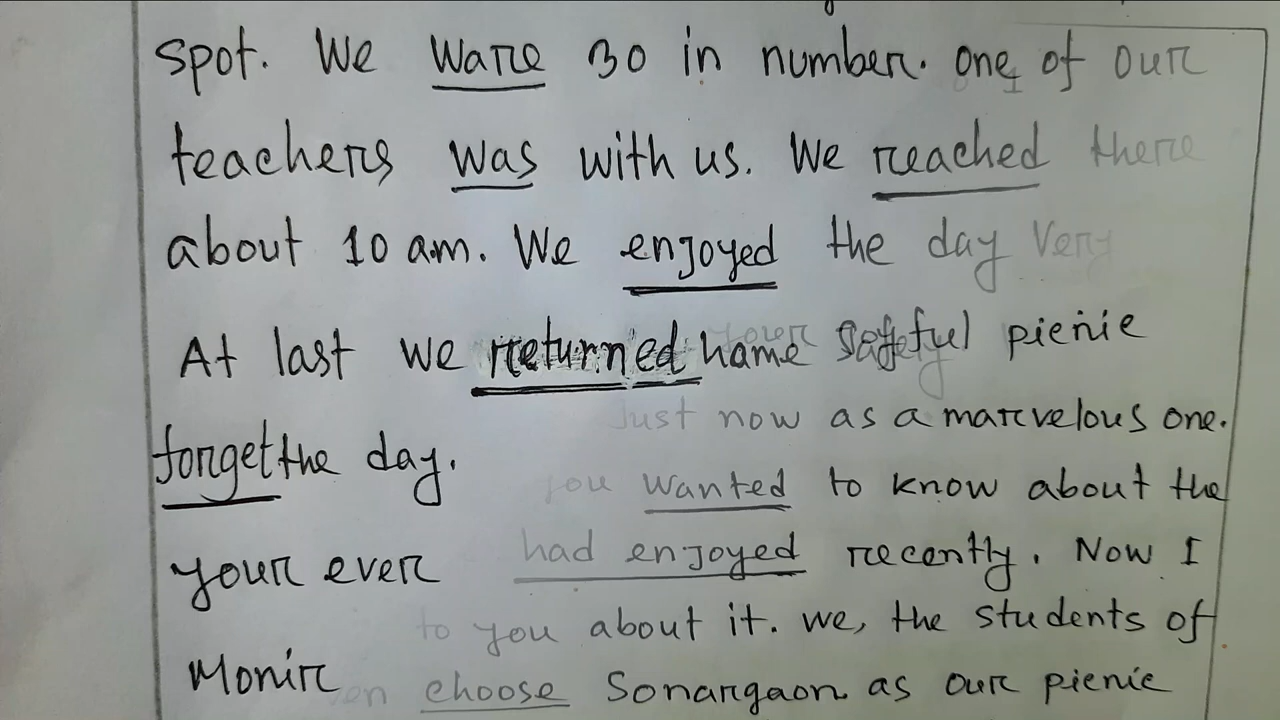 spot. We ware 30 in number. One of our
teachers was with us. We reached there
about 10 am. We enjoyed the day very
At last we returned home
forget the day.
your ever
Monir
pienie
Just now as a marvelous one.
you wanted to know about the
had enjoyed recently. Now I
to you about it. we, the students of
choose Sonargaon as our pienie